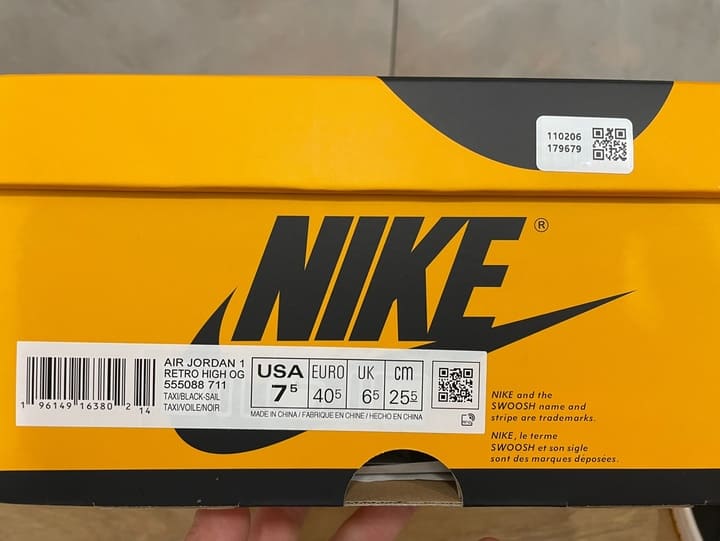 110206
179679
NIKE®
AIR JORDAN 1
RETRO HIGH OG
555088 711
TAXI/BLACK-SAIL
TAXI/VOILE/NOIR
USA EURO UK cm
7⁵ 40⁵ 6⁵ 25⁵
MADE IN CHINA / FABRIQUE EN CHINE / HECHO EN CHINA
1 96149 16380 2 14
NIKE and the
SWOOSH name and
stripe are trademarks.
NIKE, le terme
SWOOSH et son sigle
sont des marques déposées.